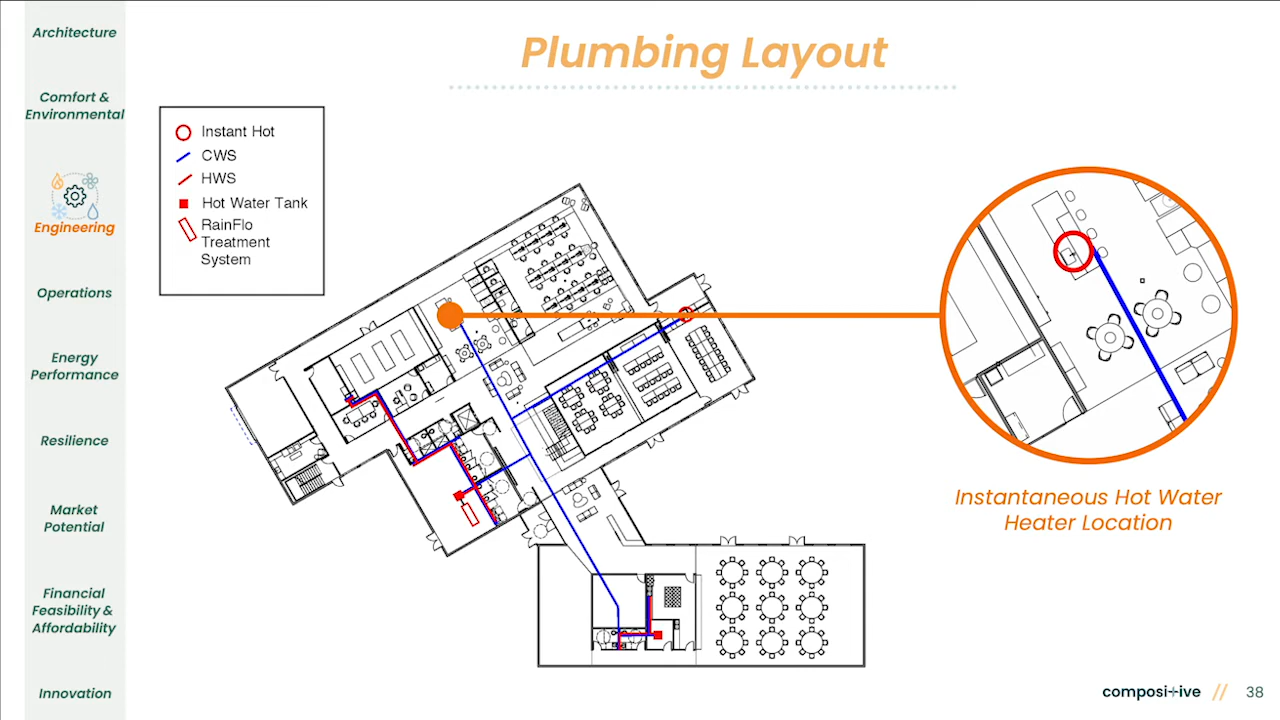 Plumbing Layout
Architecture
Comfort &
Environmental
Engineering
Operations
Energy
Performance
Resilience
Market
Potential
Financial
Feasibility &
Affordability
Innovation
Instant Hot
CWS
HWS
Hot Water Tank
RainFlo
Treatment
System
Instantaneous Hot Water
Heater Location
composi+ive // 38